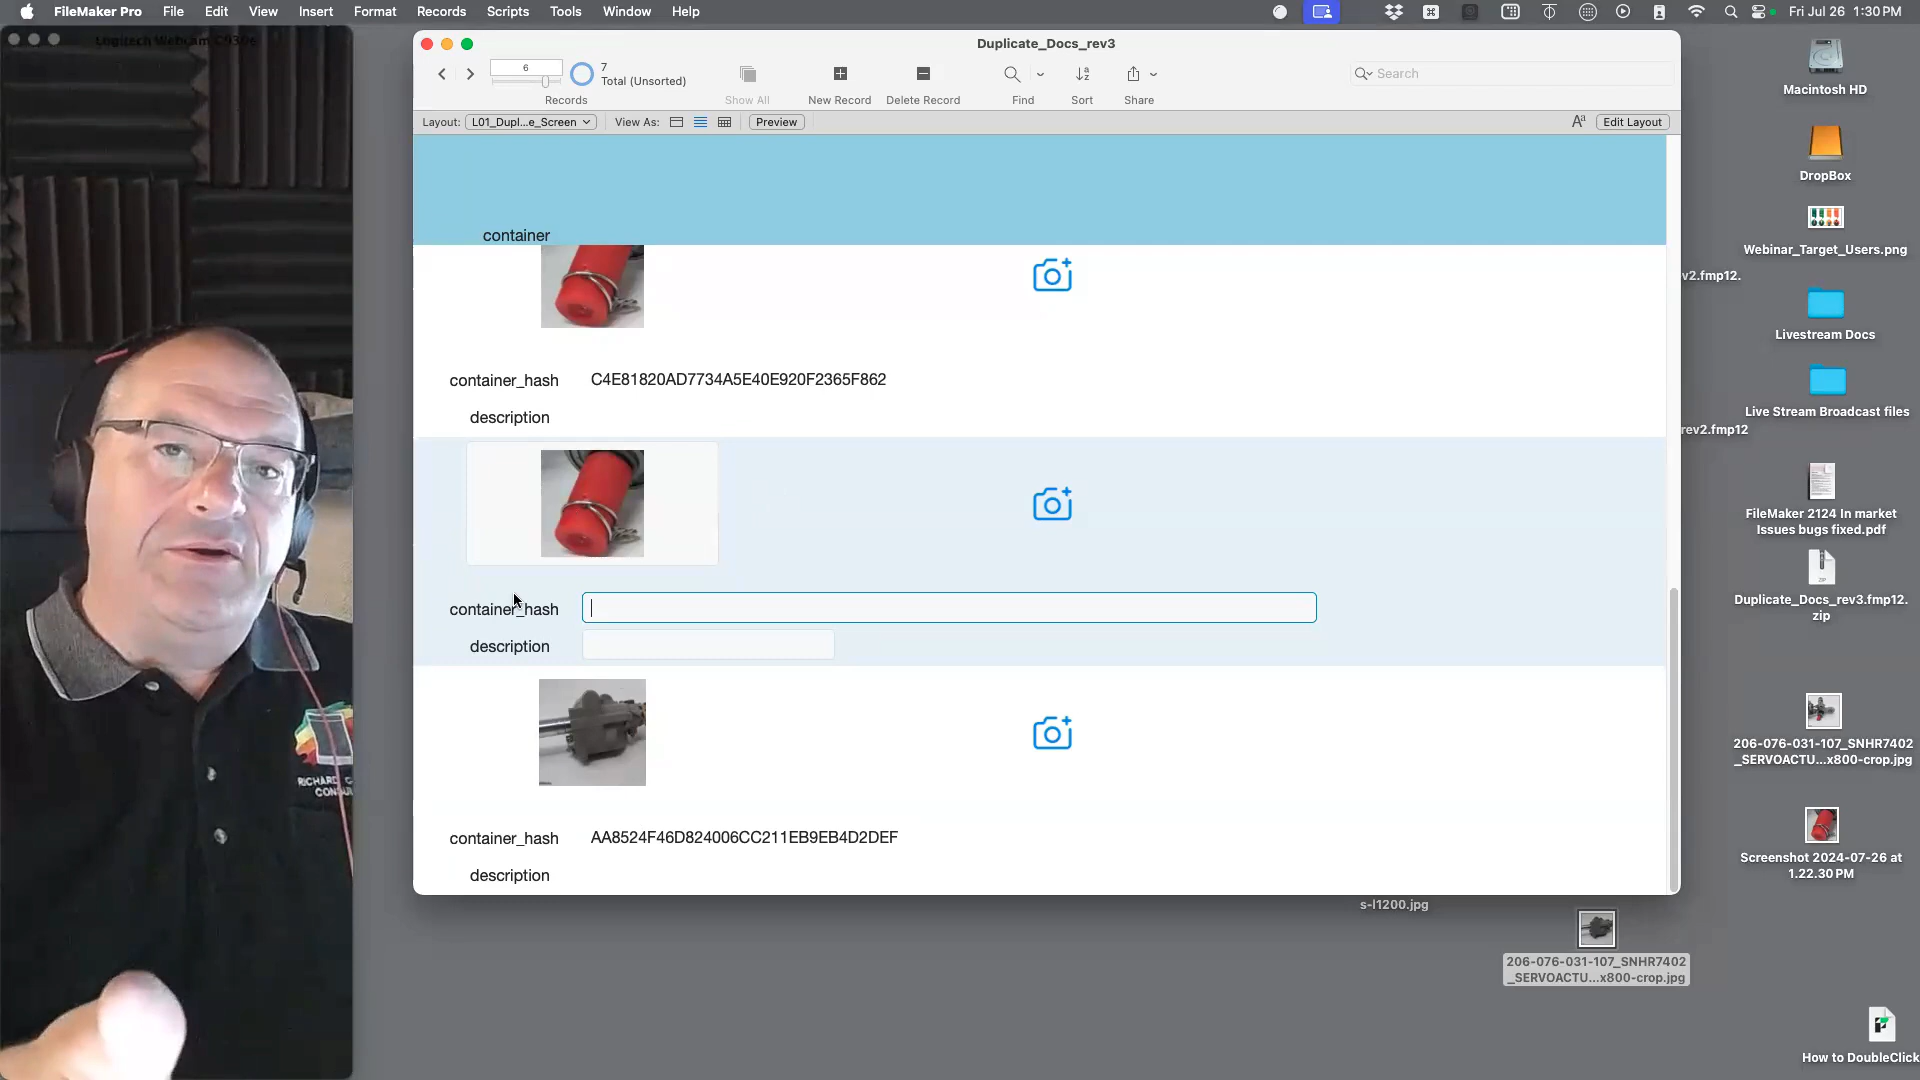 FileMaker Pro File Edit View Insert Format Records Scripts Tools Window Help
Fri Jul 26 1:30 PM
Duplicate_Docs_rev3
6
7
Total (Unsorted)
Records
Show All
New Record
Delete Record
Find
Sort
Share
Search
Layout: L01_Dupl...e_Screen
View As:
Preview
Edit Layout
container
container_hash C4E81820AD7734A5E40E920F2365F862
description
container_hash
description
container_hash AA8524F46D824006CC211EB9EB4D2DEF
description
RICHARD
CON
Macintosh HD
DropBox
Webinar_Target_Users.png
v2.fmp12.
Livestream Docs
Live Stream Broadcast files
rev2.fmp12
FileMaker 2124 In market
Issues bugs fixed.pdf
ZIP
Duplicate_Docs_rev3.fmp12.
zip
206-076-031-107_SNHR7402
_SERVOACTU...x800-crop.jpg
Screenshot 2024-07-26 at
1.22.30 PM
s-l1200.jpg
206-076-031-107_SNHR7402
_SERVOACTU...x800-crop.jpg
How to DoubleClick